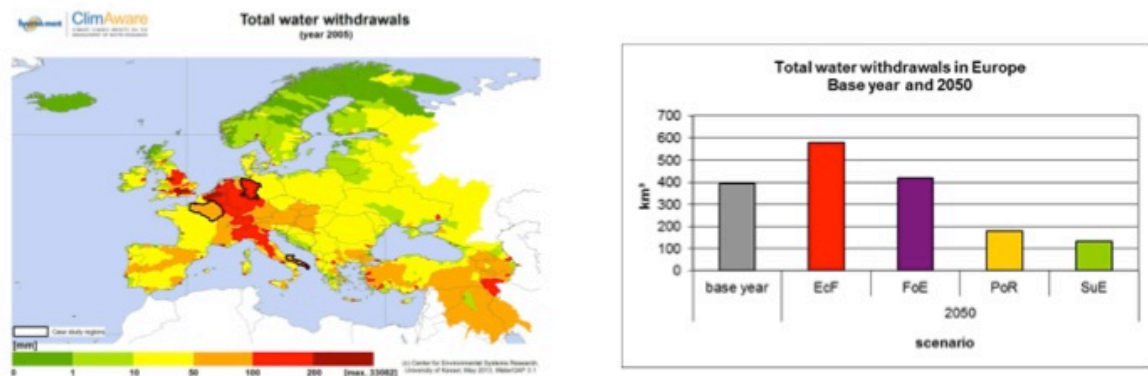 ClimAware
Total water withdrawals
(year 2005)
Case study regions
[mm]
0 1 10 50 100 200 [max. 33082]
(c) Center for Environmental Systems Research
University of Kassel, May 2013, WaterGAP 3.1
Total water withdrawals in Europe
Base year and 2050
700
600
500
400
300
200
100
0
km³
base year EcF FoE PoR SuE
2050
scenario